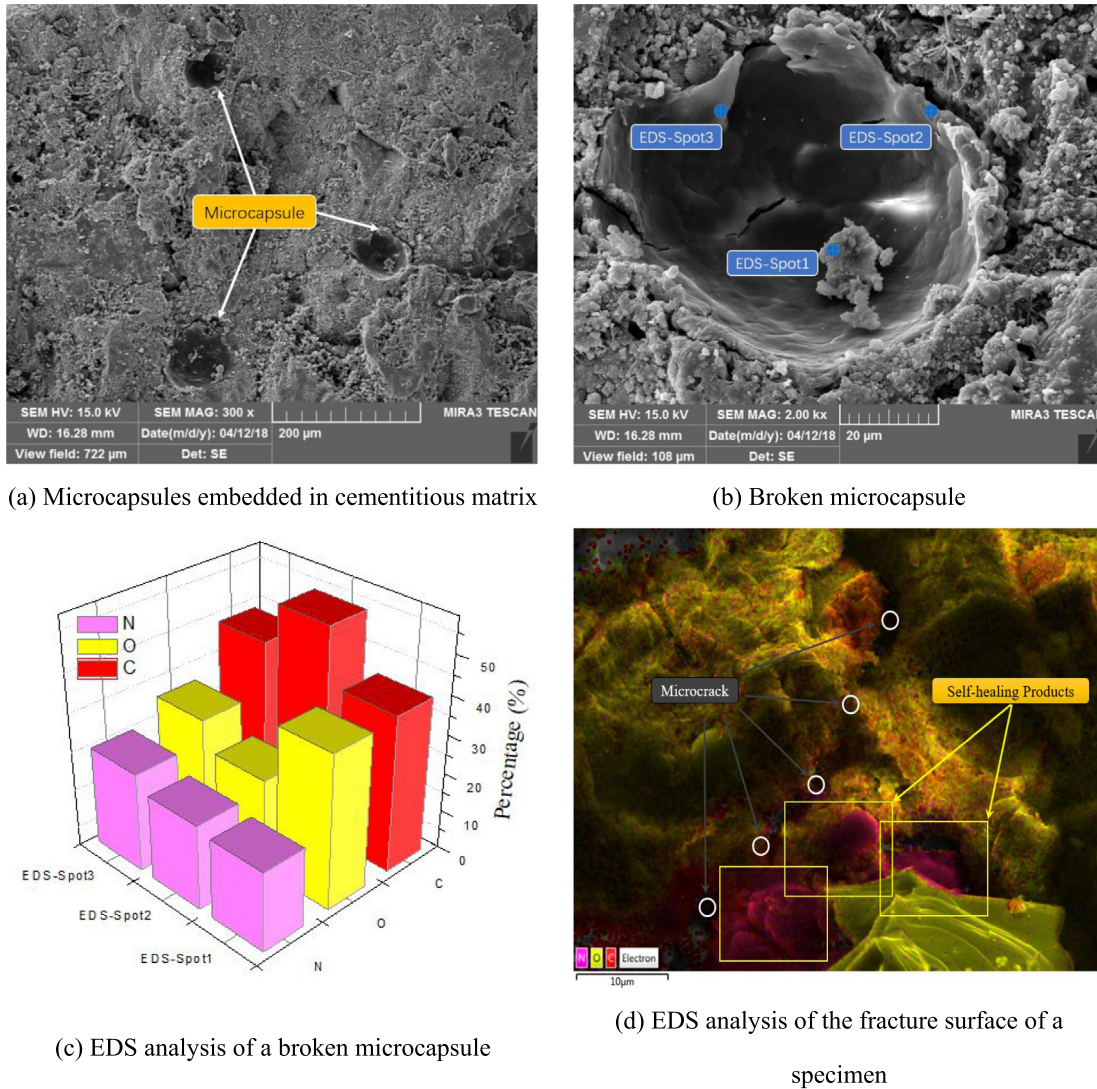 Microcapsule
SEM HV: 15.0 kV
SEM MAG: 300 x
MIRA3 TESCAN
WD: 16.28 mm
Date(m/d/y): 04/12/18
200 µm
View field: 722 µm
Det: SE
(a) Microcapsules embedded in cementitious matrix
EDS-Spot3
EDS-Spot2
EDS-Spot1
SEM HV: 15.0 kV
SEM MAG: 2.00 kx
MIRA3 TESCAN
WD: 16.28 mm
Date(m/d/y): 04/12/18
20 µm
View field: 108 µm
Det: SE
(b) Broken microcapsule
N
O
C
50
40
30
20
10
0
Percentage (%)
EDS-Spot3
EDS-Spot2
EDS-Spot1
N
O
C
(c) EDS analysis of a broken microcapsule
Microcrack
Self-healing Products
N O C Electron
10µm
(d) EDS analysis of the fracture surface of a
specimen